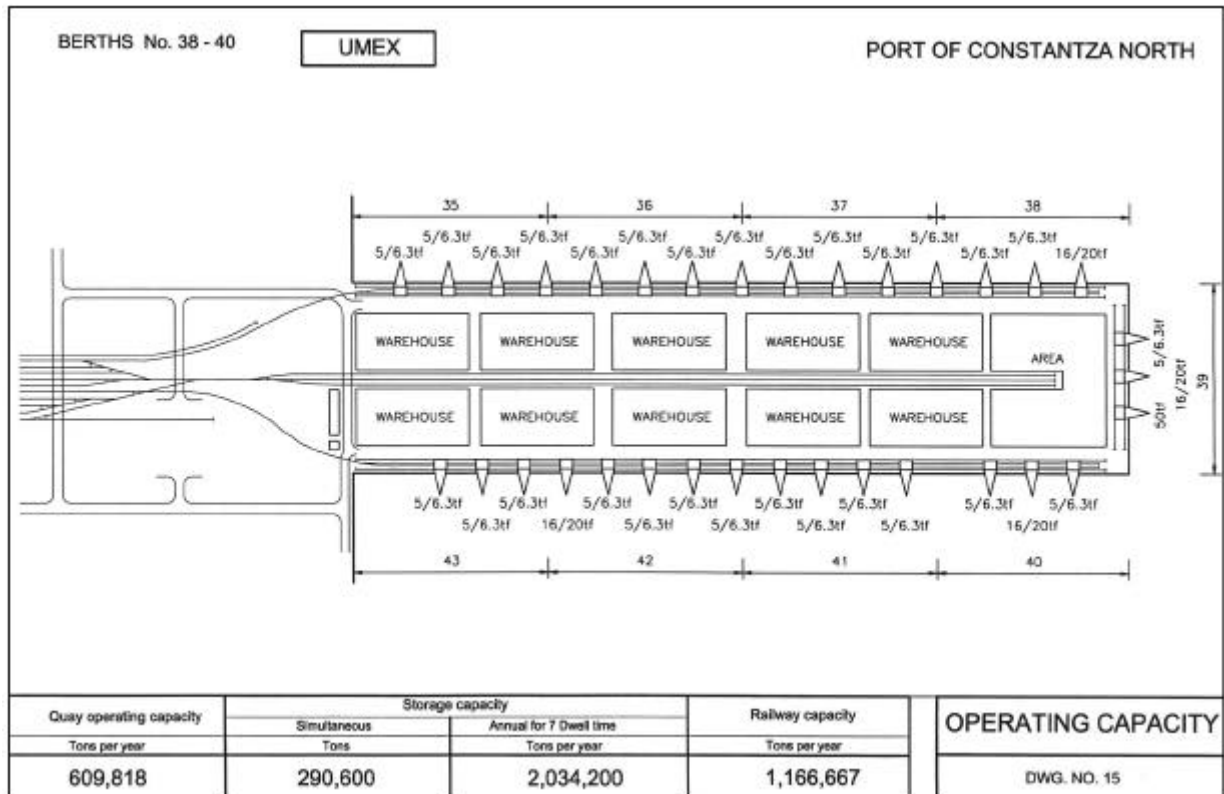 BERTHS No. 38 - 40
UMEX
PORT OF CONSTANTZA NORTH
35 36 37 38
5/6.3tf 5/6.3tf 5/6.3tf 5/6.3tf 5/6.3tf 5/6.3tf 5/6.3tf
5/6.3tf 5/6.3tf 5/6.3tf 5/6.3tf 5/6.3tf 5/6.3tf 5/6.3tf 16/20tf
WAREHOUSE WAREHOUSE WAREHOUSE WAREHOUSE WAREHOUSE
AREA
5/6.3tf
16/20tf
50tf
39
WAREHOUSE WAREHOUSE WAREHOUSE WAREHOUSE WAREHOUSE
5/6.3tf 5/6.3tf 5/6.3tf 5/6.3tf 5/6.3tf 5/6.3tf 5/6.3tf 5/6.3tf
5/6.3tf 16/20tf 5/6.3tf 5/6.3tf 5/6.3tf 5/6.3tf 16/20tf
43 42 41 40
Quay operating capacity
Storage capacity
Simultaneous Annual for 7 Dwell time
Railway capacity
OPERATING CAPACITY
Tons per year Tons Tons per year Tons per year
609,818 290,600 2,034,200 1,166,667
DWG. NO. 15